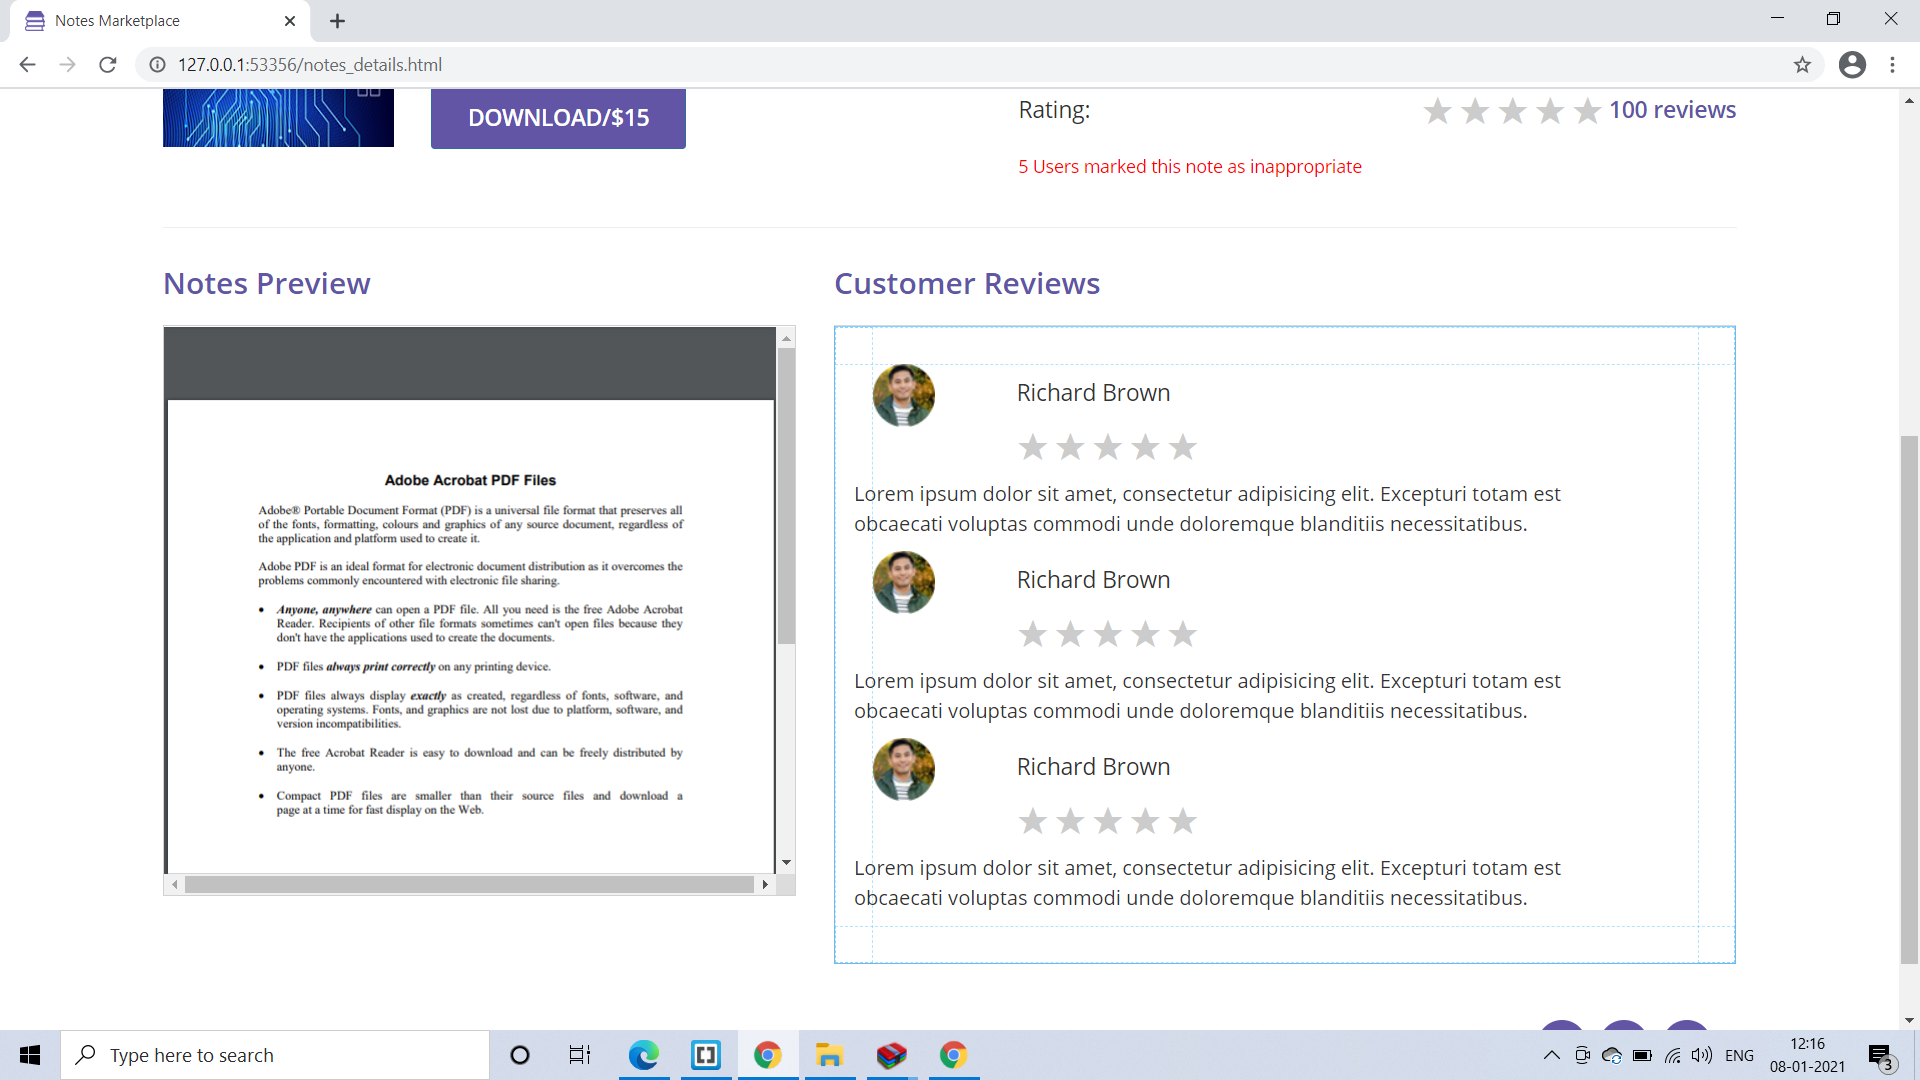 Notes Marketplace
127.0.0.1:53356/notes_details.html
DOWNLOAD/$15
Rating:
100 reviews
5 Users marked this note as inappropriate
Notes Preview
Adobe Acrobat PDF Files
Adobe® Portable Document Format (PDF) is a universal file format that preserves all
of the fonts, formatting, colours and graphics of any source document, regardless of
the application and platform used to create it.
Adobe PDF is an ideal format for electronic document distribution as it overcomes the
problems commonly encountered with electronic file sharing.
• Anyone, anywhere can open a PDF file. All you need is the free Adobe Acrobat
Reader. Recipients of other file formats sometimes can't open files because they
don't have the applications used to create the documents.
• PDF files always print correctly on any printing device.
• PDF files always display exactly as created, regardless of fonts, software, and
operating systems. Fonts, and graphics are not lost due to platform, software, and
version incompatibilities.
• The free Acrobat Reader is easy to download and can be freely distributed by
anyone.
• Compact PDF files are smaller than their source files and download a
page at a time for fast display on the Web.
Customer Reviews
Richard Brown
Lorem ipsum dolor sit amet, consectetur adipisicing elit. Excepturi totam est
obcaecati voluptas commodi unde doloremque blanditiis necessitatibus.
Richard Brown
Lorem ipsum dolor sit amet, consectetur adipisicing elit. Excepturi totam est
obcaecati voluptas commodi unde doloremque blanditiis necessitatibus.
Richard Brown
Lorem ipsum dolor sit amet, consectetur adipisicing elit. Excepturi totam est
obcaecati voluptas commodi unde doloremque blanditiis necessitatibus.
Type here to search
ENG
12:16
08-01-2021
3